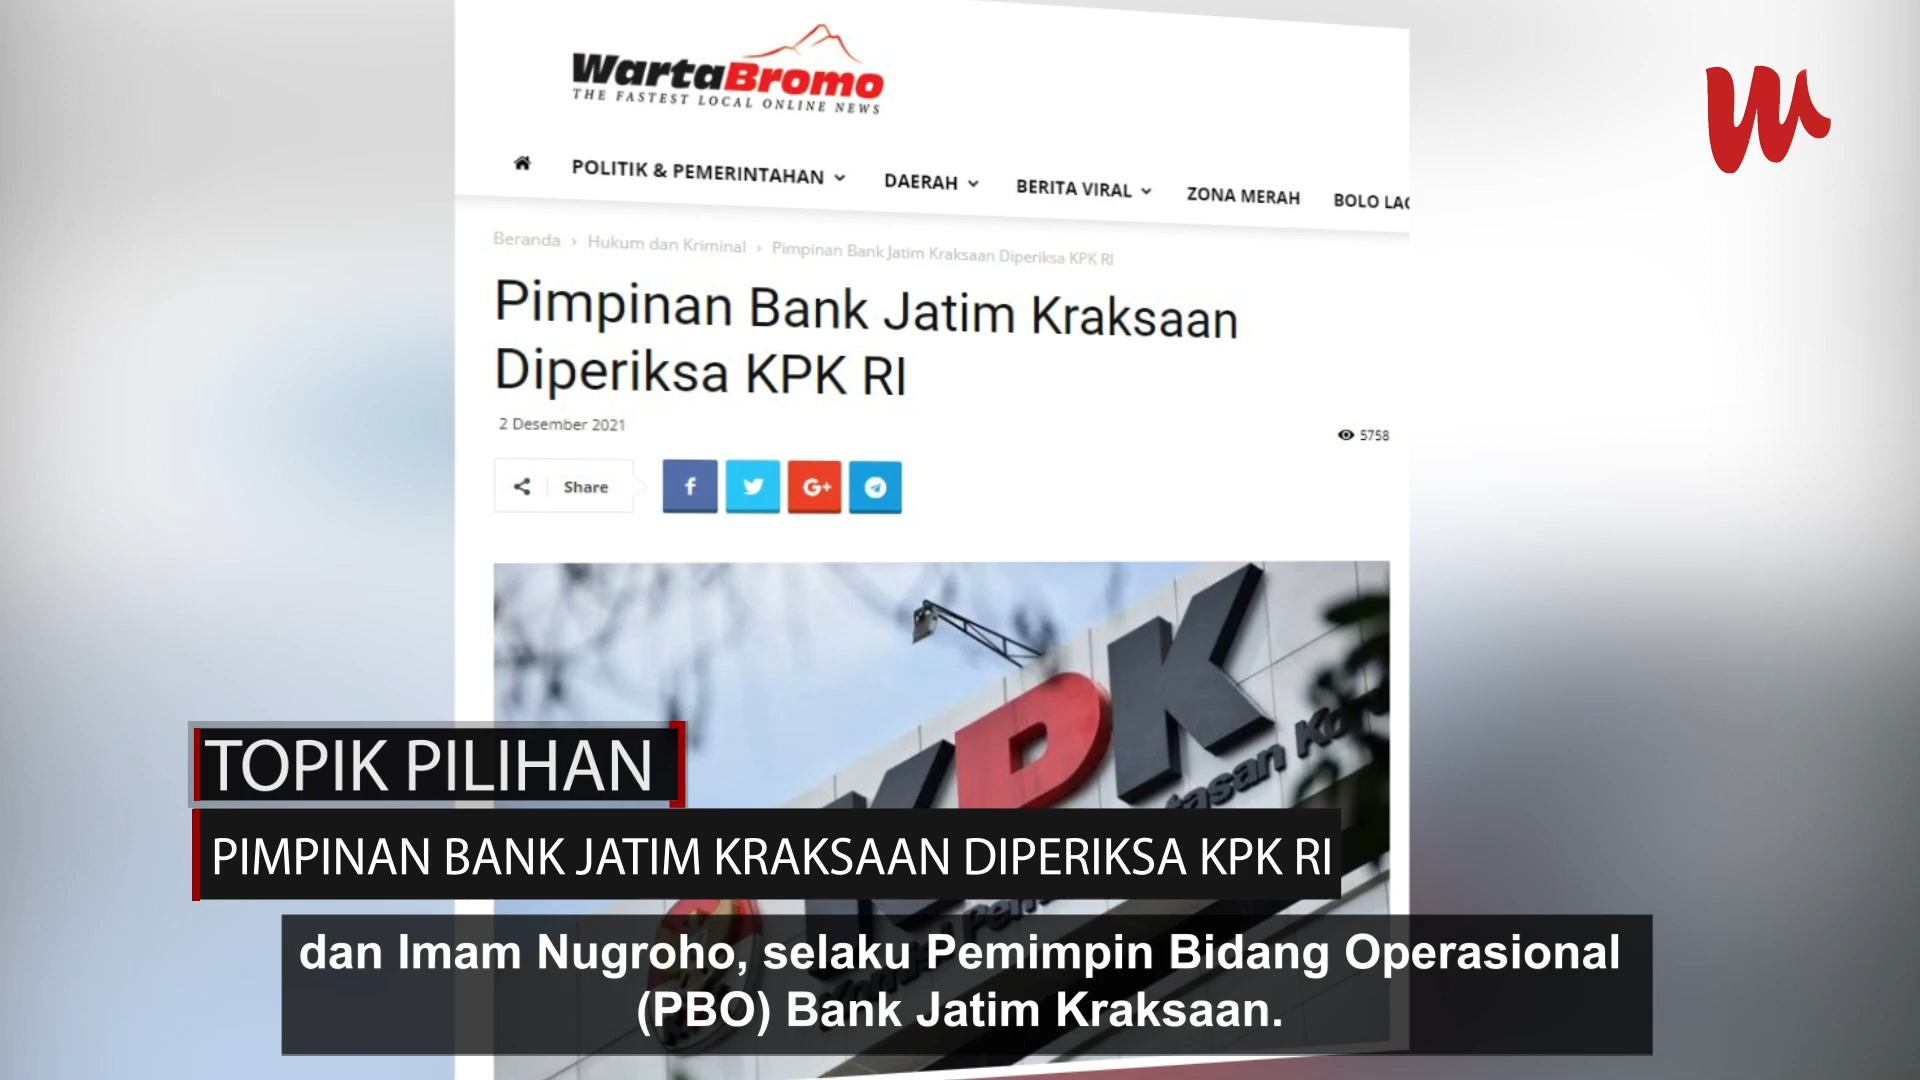 WartaBromo
THE FASTEST LOCAL ONLINE NEWS
POLITIK & PEMERINTAHAN DAERAH BERITA VIRAL ZONA MERAH BOLO LAC
Beranda › Hukum dan Kriminal › Pimpinan Bank Jatim Kraksaan Diperiksa KPK RI
Pimpinan Bank Jatim Kraksaan
Diperiksa KPK RI
2 Desember 2021
5758
Share
f
G+
KPK
TOPIK PILIHAN
PIMPINAN BANK JATIM KRAKSAAN DIPERIKSA KPK RI
dan Imam Nugroho, selaku Pemimpin Bidang Operasional
(PBO) Bank Jatim Kraksaan.